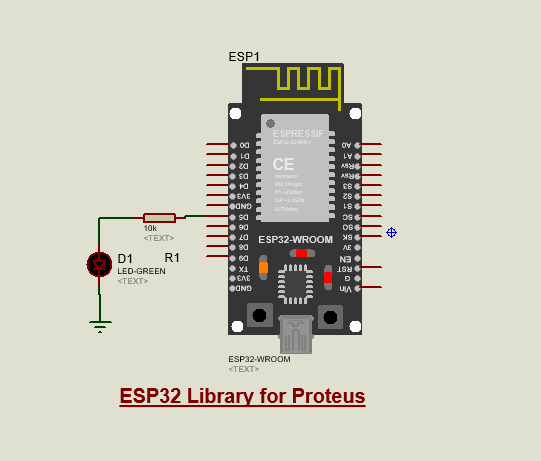 ESP1
ESPRESSIF
CE
D0
D1
D2
D3
D4
3V3
GND
D5
D6
D7
D8
D9
TX
3V3
GND
A0
A1
Rsv
Rsv
S3
S2
S1
SC
SO
SK
3V
EN
RST
G
Vin
ESP32-WROOM
10k
<TEXT>
R1
D1
LED-GREEN
<TEXT>
ESP32-WROOM
<TEXT>
ESP32 Library for Proteus